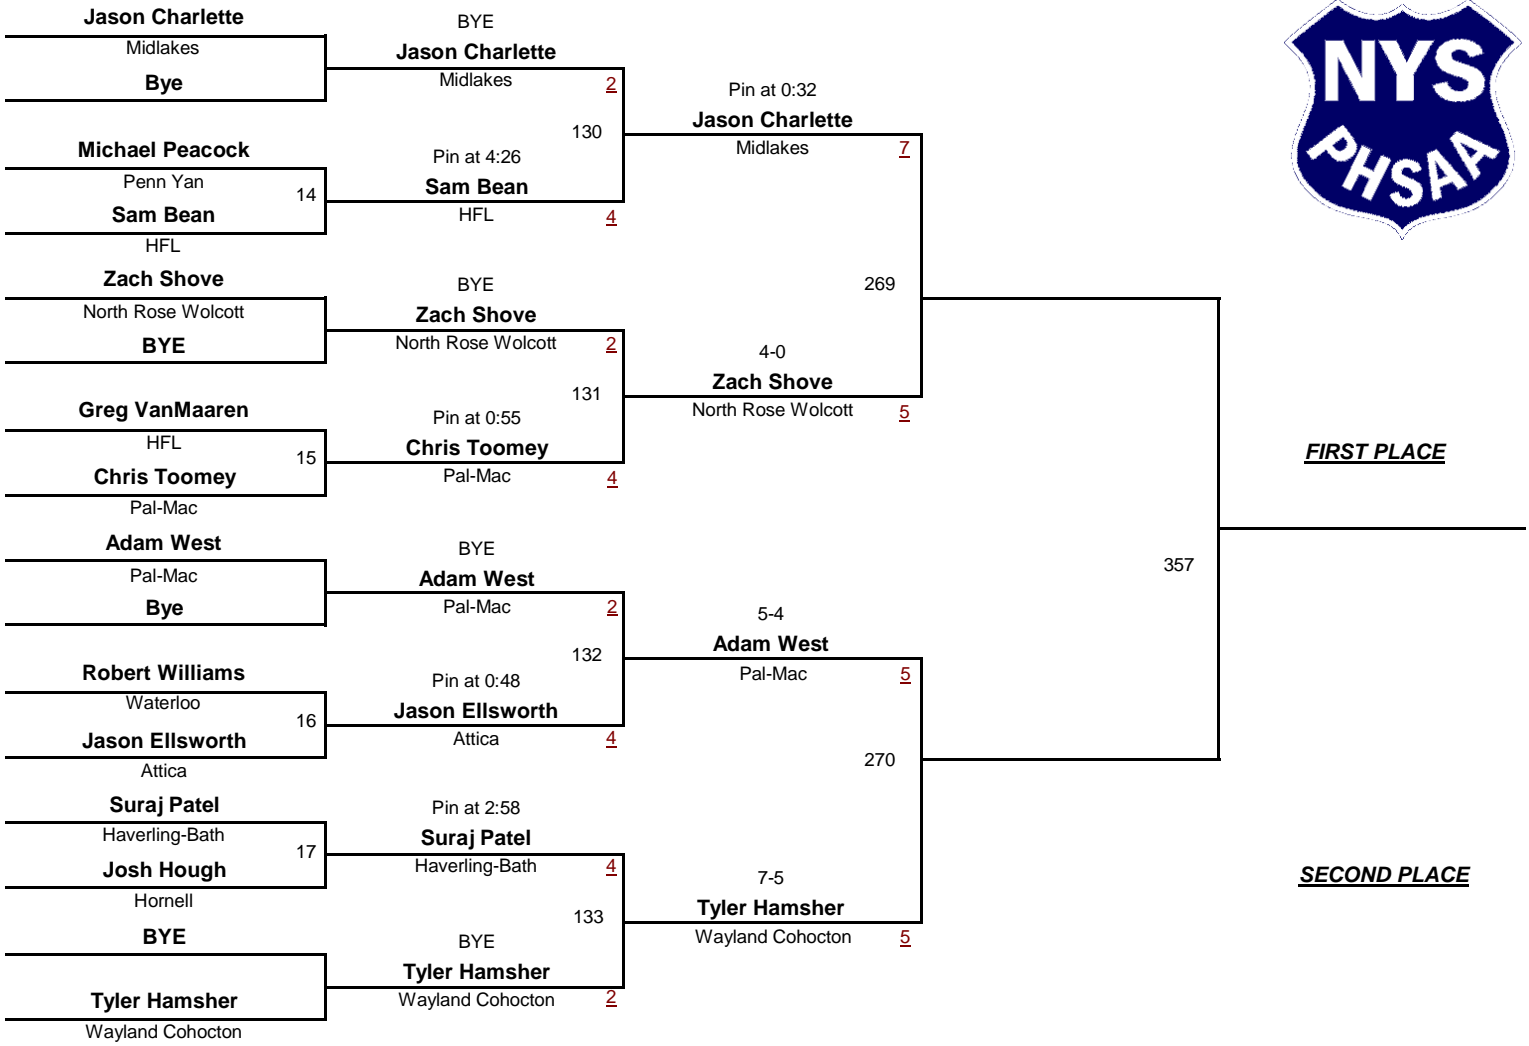 Jason Charlette
Midlakes
Bye
Michael Peacock
Penn Yan
14
Sam Bean
HFL
Zach Shove
North Rose Wolcott
BYE
Greg VanMaaren
HFL
15
Chris Toomey
Pal-Mac
Adam West
Pal-Mac
Bye
Robert Williams
Waterloo
16
Jason Ellsworth
Attica
Suraj Patel
Haverling-Bath
17
Josh Hough
Hornell
BYE
Tyler Hamsher
Wayland Cohocton
BYE
Jason Charlette
Midlakes
2
130
Pin at 4:26
Sam Bean
HFL
4
BYE
Zach Shove
North Rose Wolcott
2
131
Pin at 0:55
Chris Toomey
Pal-Mac
4
BYE
Adam West
Pal-Mac
2
132
Pin at 0:48
Jason Ellsworth
Attica
4
Pin at 2:58
Suraj Patel
Haverling-Bath
4
133
BYE
Tyler Hamsher
Wayland Cohocton
2
Pin at 0:32
Jason Charlette
Midlakes
7
269
4-0
Zach Shove
North Rose Wolcott
5
5-4
Adam West
Pal-Mac
5
270
7-5
Tyler Hamsher
Wayland Cohocton
5
357
NYS
PHSAA
FIRST PLACE
SECOND PLACE